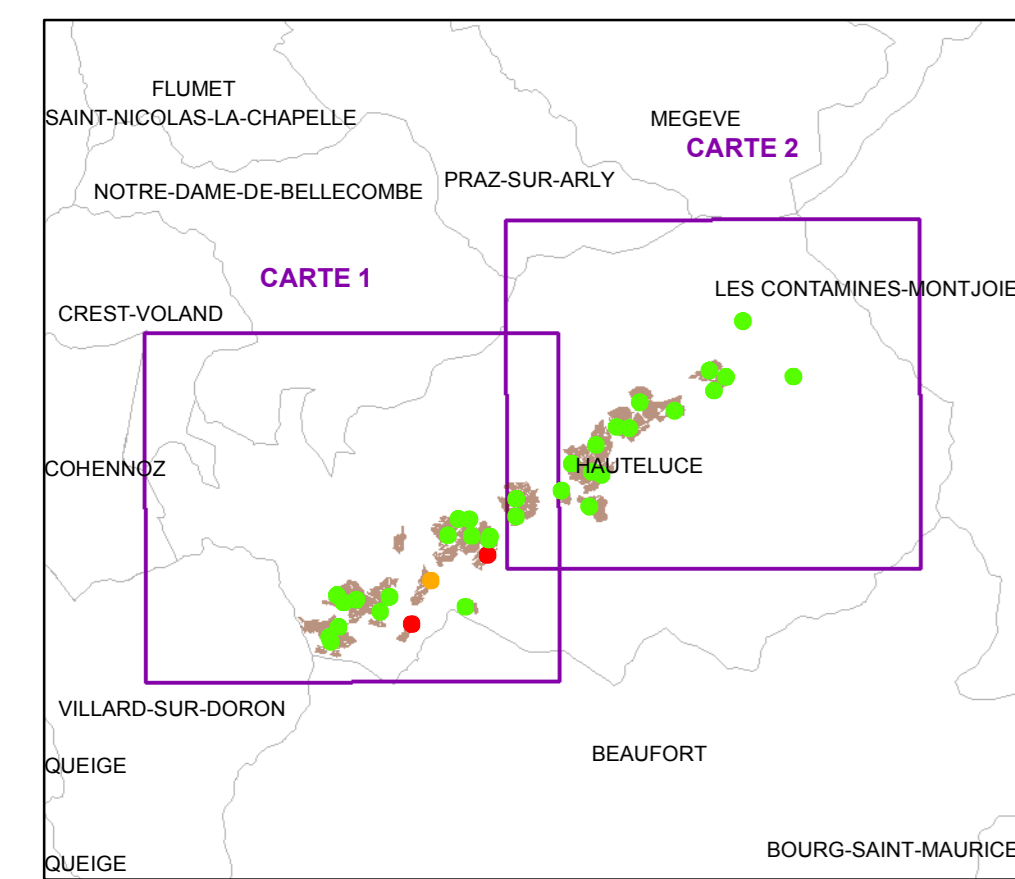 FLUMET
SAINT-NICOLAS-LA-CHAPELLE
MEGEVE
CARTE 2
PRAZ-SUR-ARLY
NOTRE-DAME-DE-BELLECOMBE
CARTE 1
LES CONTAMINES-MONTJOIE
CREST-VOLAND
COHENNOZ
HAUTELUCE
VILLARD-SUR-DORON
BEAUFORT
QUEIGE
BOURG-SAINT-MAURICE
QUEIGE